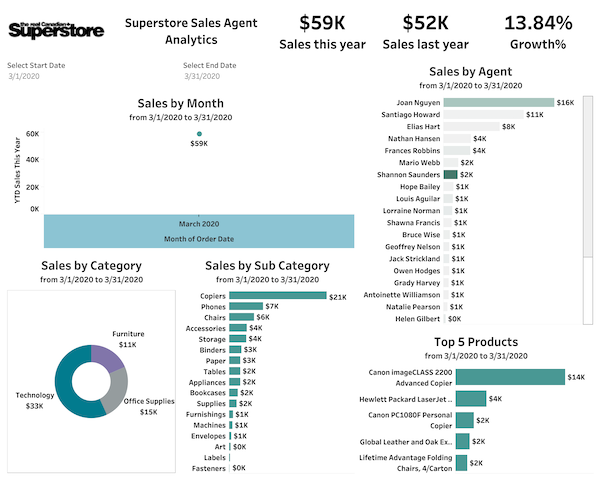 the real Canadian
Superstore
Superstore Sales Agent
Analytics
$59K
Sales this year
$52K
Sales last year
13.84%
Growth%
Select Start Date
3/1/2020
Select End Date
3/31/2020
Sales by Month
from 3/1/2020 to 3/31/2020
YTD Sales This Year
60K
40K
20K
0K
$59K
March 2020
Month of Order Date
Sales by Agent
from 3/1/2020 to 3/31/2020
Joan Nguyen $16K
Santiago Howard $11K
Elias Hart $8K
Nathan Hansen $4K
Frances Robbins $4K
Mario Webb $2K
Shannon Saunders $2K
Hope Bailey $1K
Louis Aguilar $1K
Lorraine Norman $1K
Shawna Francis $1K
Bruce Wise $1K
Geoffrey Nelson $1K
Jack Strickland $1K
Owen Hodges $1K
Grady Harvey $1K
Antoinette Williamson $1K
Natalie Pearson $1K
Helen Gilbert $0K
Sales by Category
from 3/1/2020 to 3/31/2020
Furniture
$11K
Technology
$33K
Office Supplies
$15K
Sales by Sub Category
from 3/1/2020 to 3/31/2020
Copiers $21K
Phones $7K
Chairs $6K
Accessories $4K
Storage $4K
Binders $3K
Paper $3K
Tables $2K
Appliances $2K
Bookcases $2K
Supplies $2K
Furnishings $1K
Machines $1K
Envelopes $1K
Art $0K
Labels
Fasteners $0K
Top 5 Products
from 3/1/2020 to 3/31/2020
Canon imageCLASS 2200
Advanced Copier
$14K
Hewlett Packard LaserJet .. $4K
Canon PC1080F Personal
Copier
$2K
Global Leather and Oak Ex.. $2K
Lifetime Advantage Folding
Chairs, 4/Carton
$2K